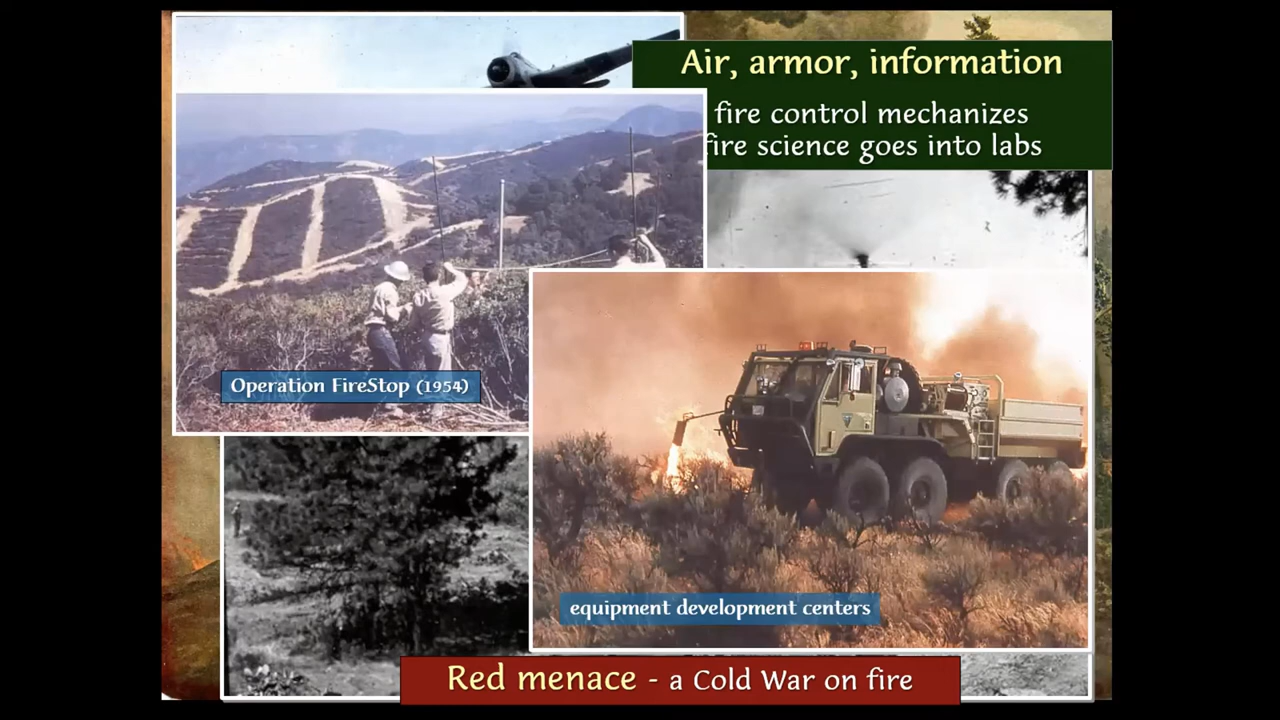 Air, armor, information
fire control mechanizes
fire science goes into labs
Operation FireStop (1954)
equipment development centers
Red menace - a Cold War on fire